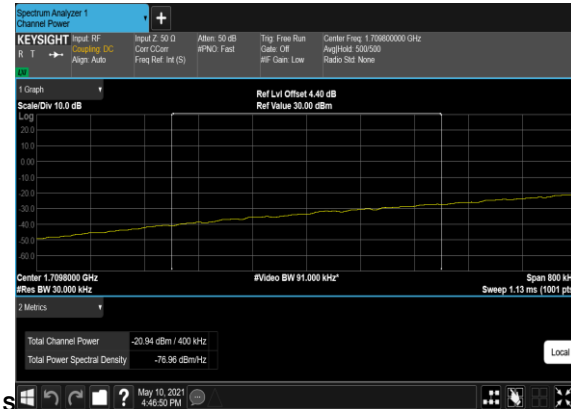 Spectrum Analyzer 1
Channel Power
+
KEYSIGHT Input: RF Input Z: 50 Ω Atten: 50 dB Trig: Free Run Center Freq: 1.709800000 GHz
R T Coupling: DC Corr CCorr #PNO: Fast Gate: Off Avg|Hold: 500/500
Align: Auto Freq Ref: Int (S) #IF Gain: Low Radio Std: None
1 Graph Ref Lvl Offset 4.40 dB
Scale/Div 10.0 dB Ref Value 30.00 dBm
Log
20.0
10.0
0.00
-10.0
-20.0
-30.0
-40.0
-50.0
-60.0
Center 1.7098000 GHz #Video BW 91.000 kHz* Span 800 kH
#Res BW 30.000 kHz Sweep 1.13 ms (1001 pts
2 Metrics
Total Channel Power -20.94 dBm / 400 kHz
Total Power Spectral Density -76.96 dBm/Hz
Local
S
? May 10, 2021
4:46:50 PM